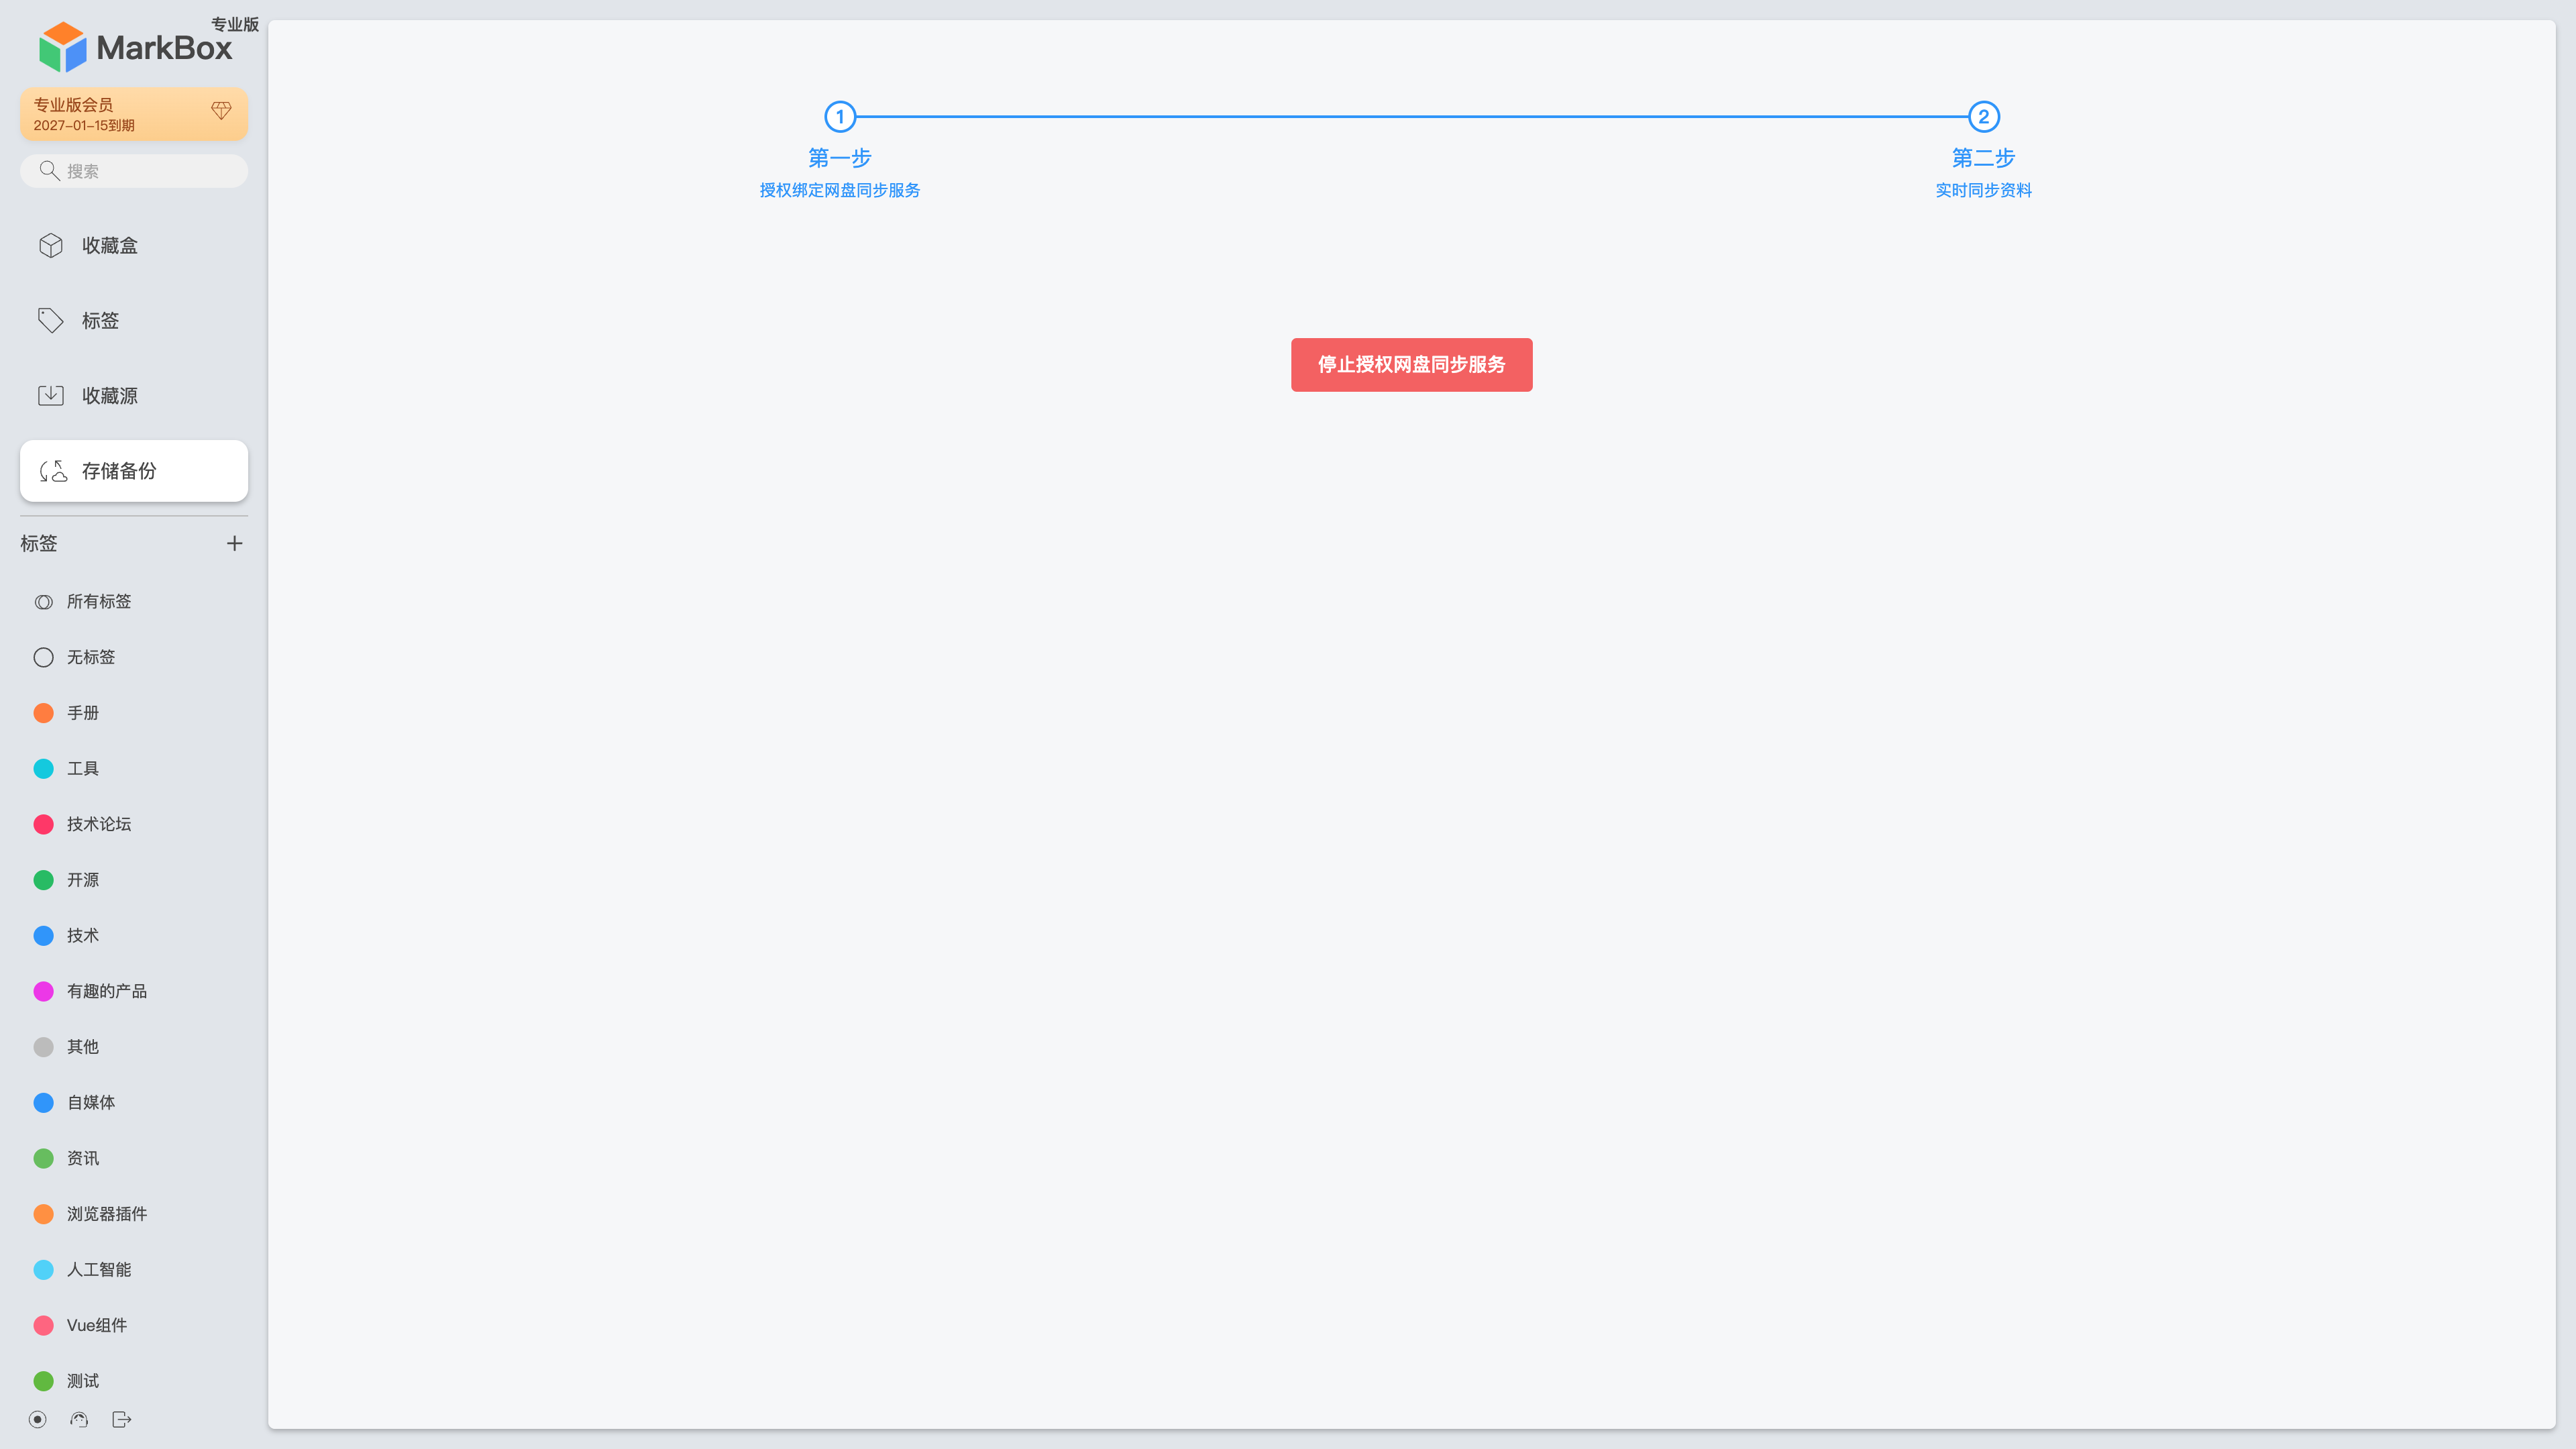 专业版
MarkBox
专业版会员
2027-01-15到期
搜索
收藏盒
标签
收藏源
存储备份
标签
所有标签
无标签
手册
工具
技术论坛
开源
技术
有趣的产品
其他
自媒体
资讯
浏览器插件
人工智能
Vue组件
测试
1
第一步
授权绑定网盘同步服务
2
第二步
实时同步资料
停止授权网盘同步服务